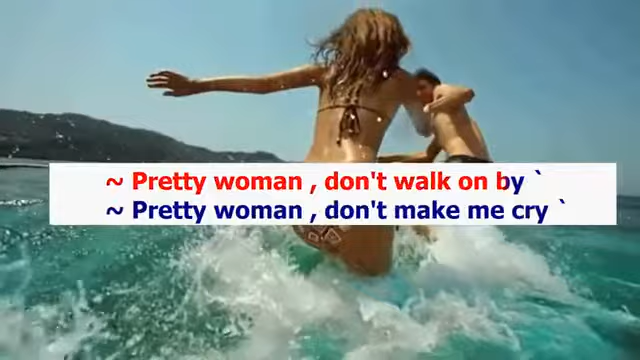 ~ Pretty woman , don't walk on by `
~ Pretty woman , don't make me cry `